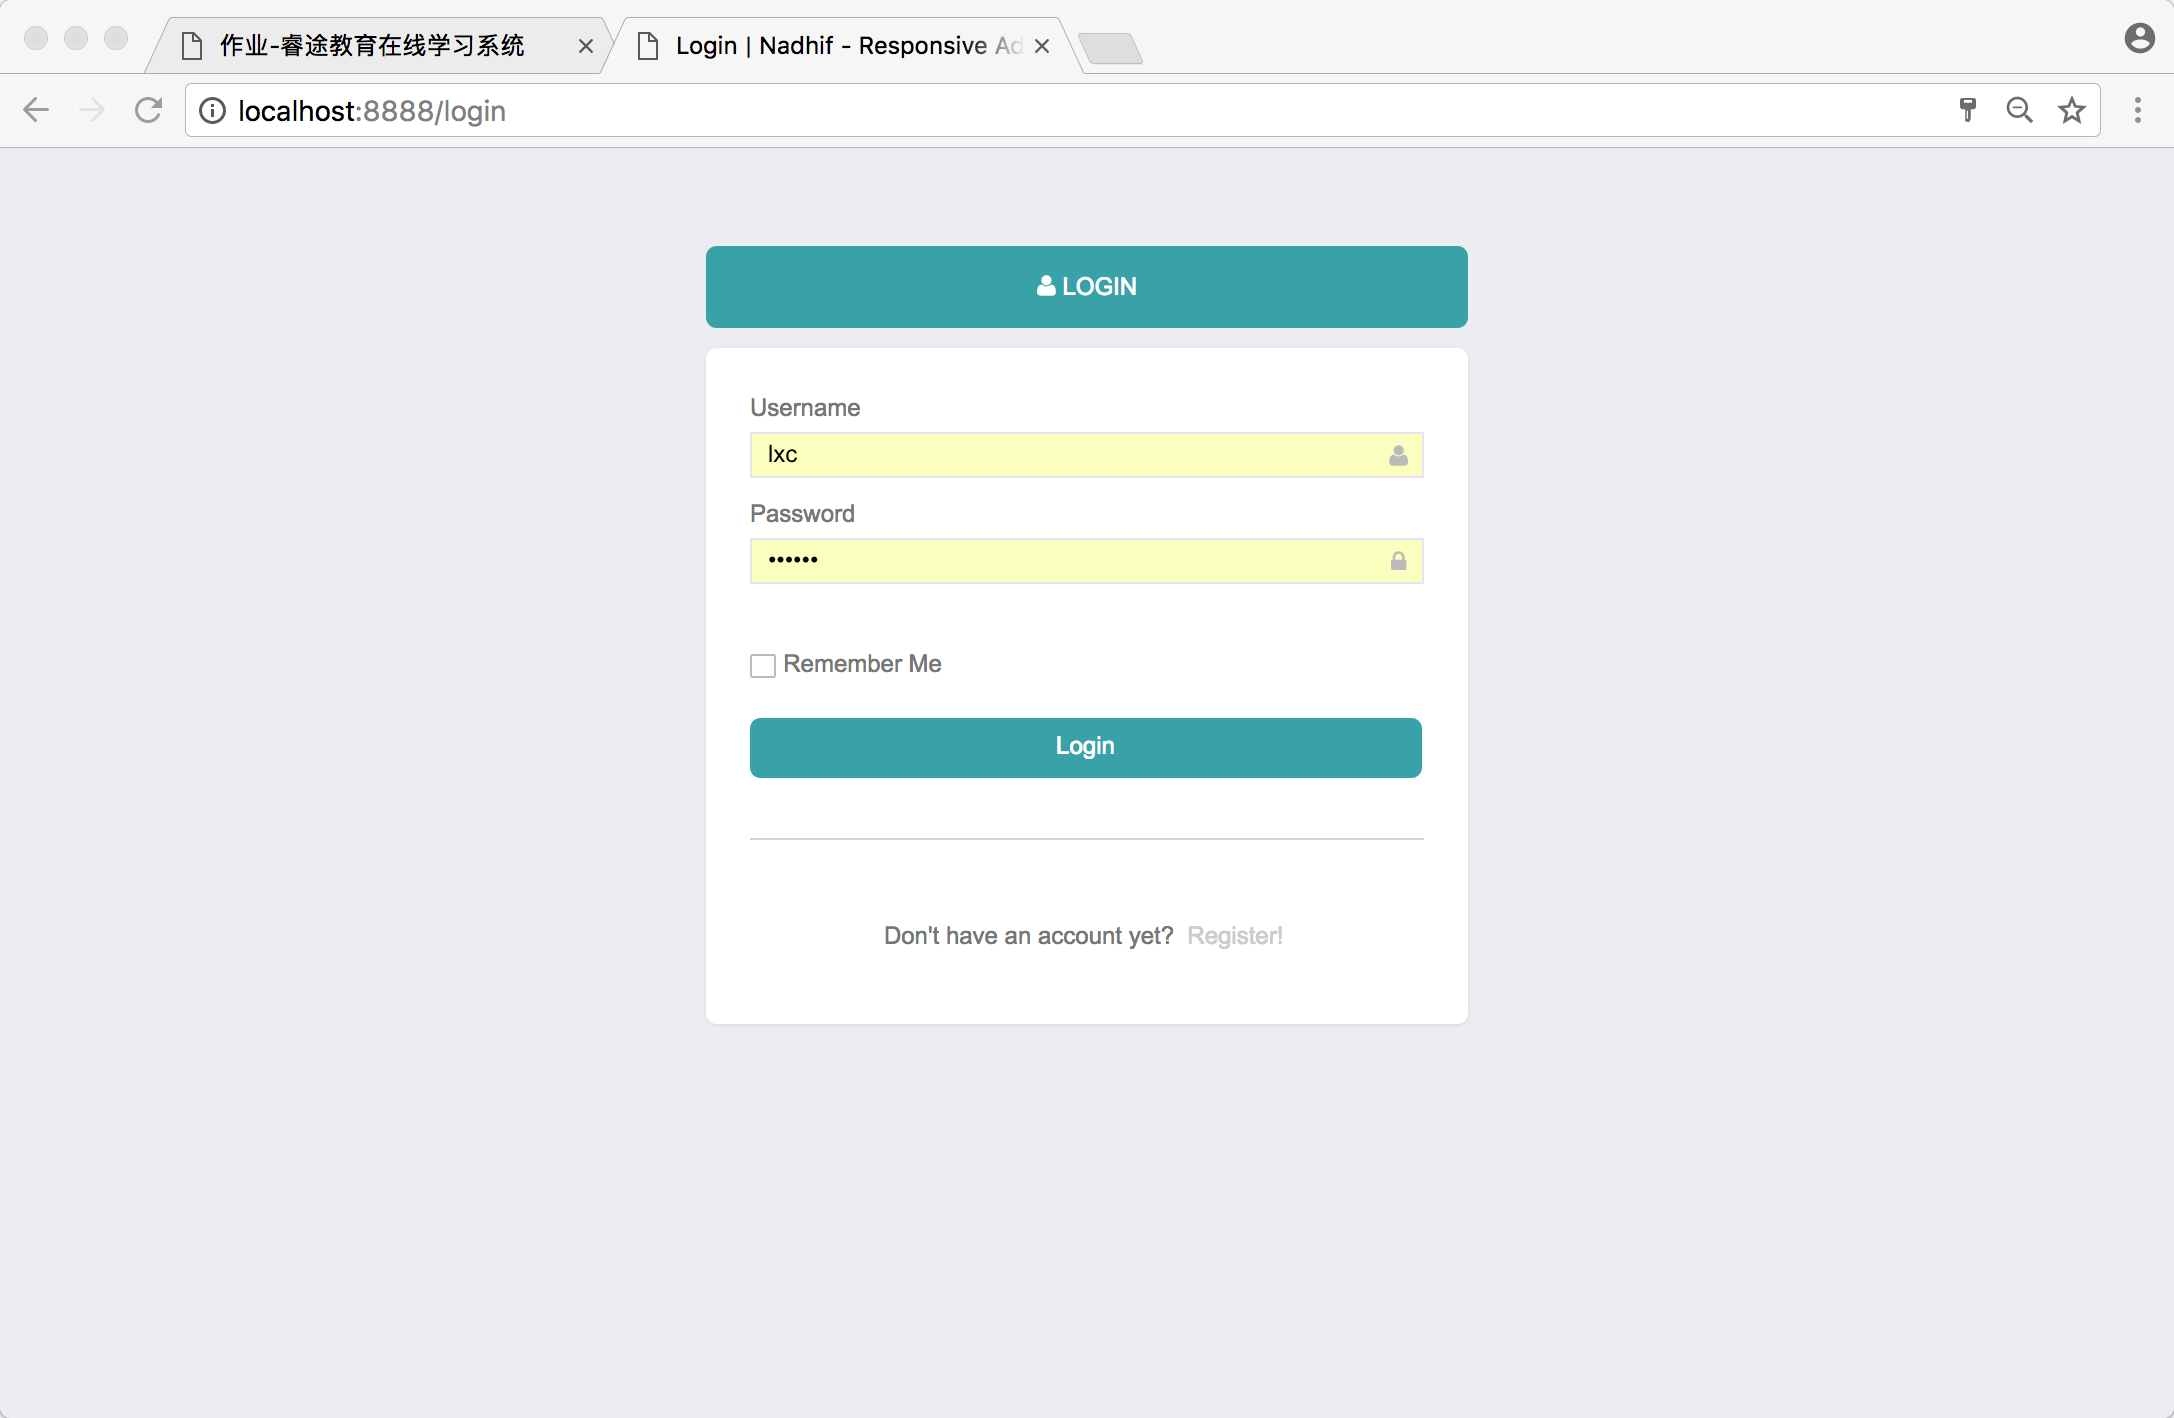 作业-睿途教育在线学习系统
Login | Nadhif - Responsive Ad
localhost:8888/login
LOGIN
Username
lxc
Password
••••••
Remember Me
Login
Don't have an account yet? Register!